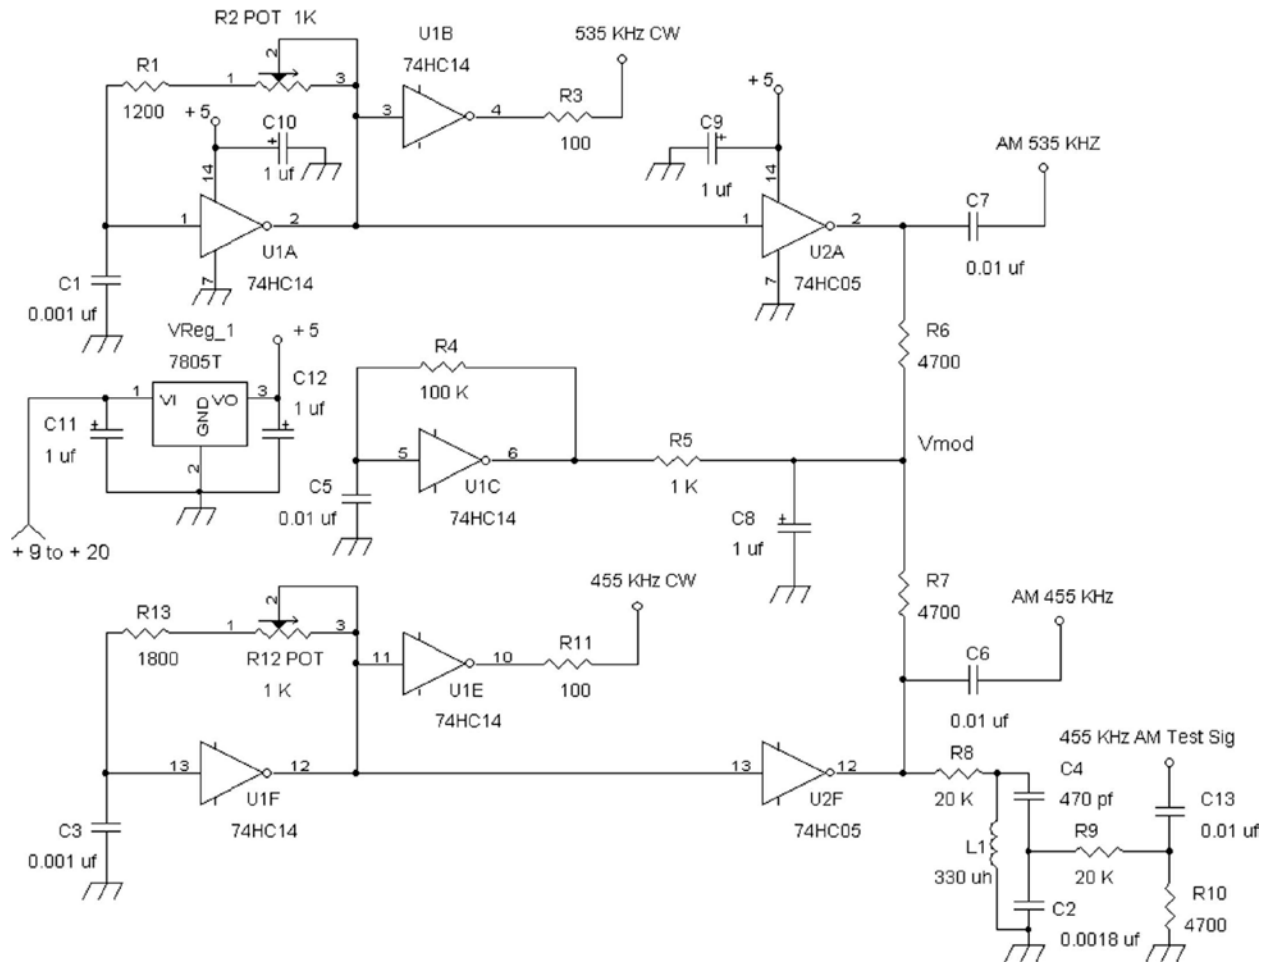 R2 POT 1K
U1B
535 KHz CW
R1
1
2
3
74HC14
+ 5
1200
+ 5
C10
3
4
R3
C9
AM 535 KHZ
100
1 uf
14
1 uf
14
C7
1
2
1
2
U1A
U2A
C1
7
74HC14
7
74HC05
0.01 uf
0.001 uf
VReg_1
+ 5
R6
7805T
R4
4700
1
VI
GND
VO
3
C12
100 K
C11
1 uf
1 uf
R5
Vmod
2
5
6
C5
U1C
1 K
0.01 uf
74HC14
C8
1 uf
+ 9 to + 20
455 KHz CW
R7
2
AM 455 KHz
R13
1
3
4700
1800
R12 POT
11
10
R11
C6
1 K
U1E
100
74HC14
0.01 uf
455 KHz AM Test Sig
13
12
13
12
R8
C4
U1F
U2F
20 K
470 pf
C13
C3
74HC14
74HC05
R9
0.01 uf
0.001 uf
L1
330 uh
20 K
R10
C2
4700
0.0018 uf